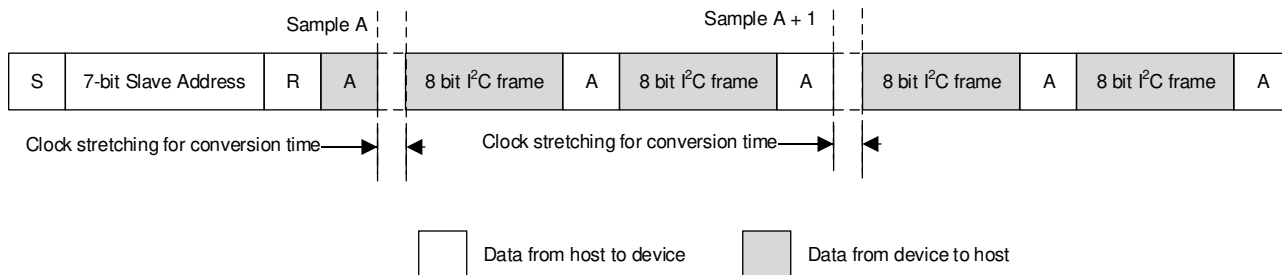 Sample A
Sample A + 1
S
7-bit Slave Address
R
A
8 bit I²C frame
A
8 bit I²C frame
A
8 bit I²C frame
A
8 bit I²C frame
A
Clock stretching for conversion time
Clock stretching for conversion time
Data from host to device
Data from device to host